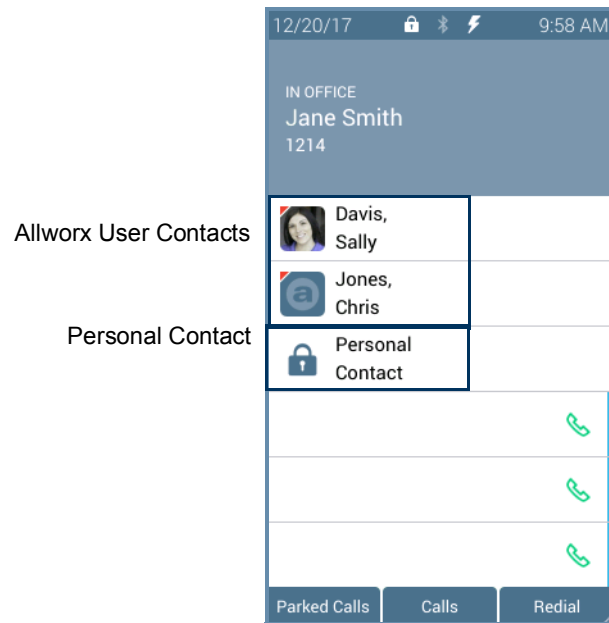 12/20/17 9:58 AM
IN OFFICE
Jane Smith
1214
Allworx User Contacts
Davis,
Sally
a
Jones,
Chris
Personal Contact
Personal
Contact
Parked Calls Calls Redial